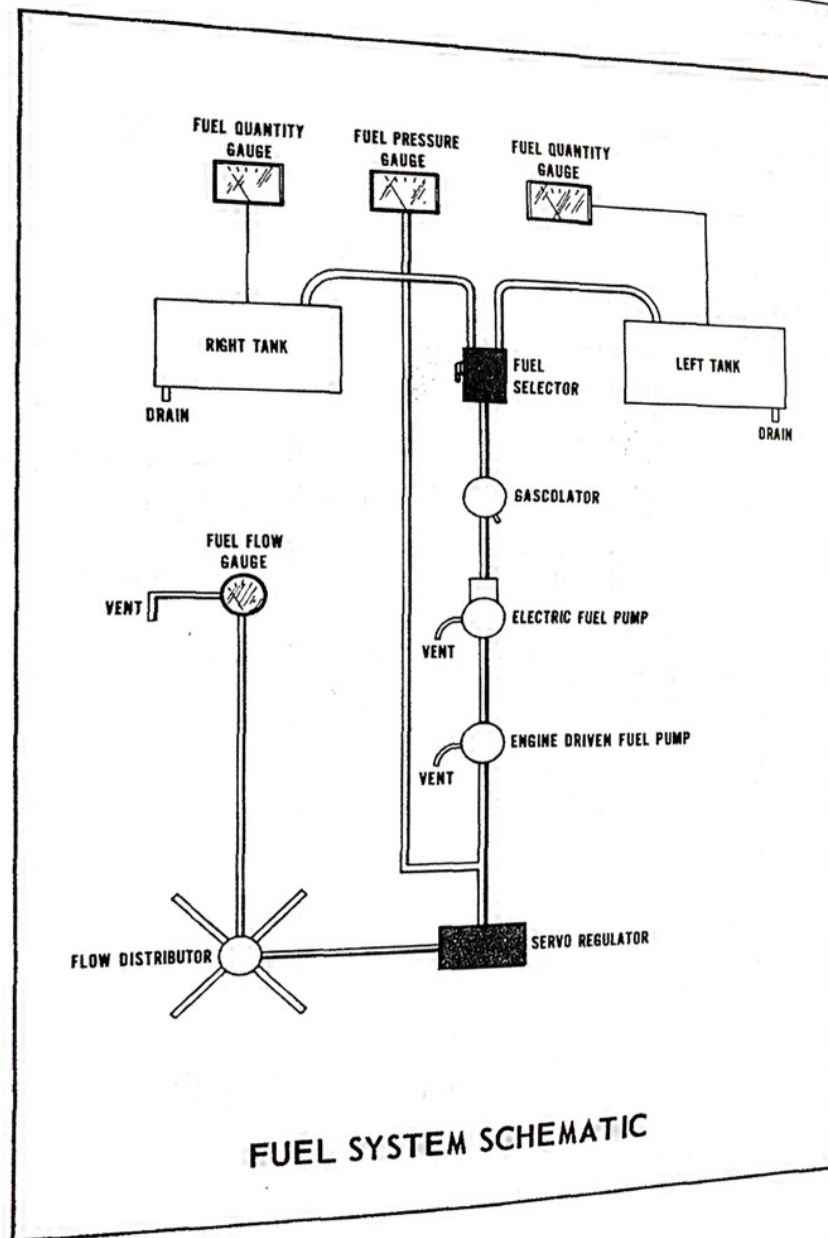 FUEL QUANTITY
GAUGE
FUEL PRESSURE
GAUGE
FUEL QUANTITY
GAUGE
RIGHT TANK
FUEL
SELECTOR
LEFT TANK
DRAIN
DRAIN
GASCOLATOR
FUEL FLOW
GAUGE
VENT
ELECTRIC FUEL PUMP
VENT
ENGINE DRIVEN FUEL PUMP
VENT
FLOW DISTRIBUTOR
SERVO REGULATOR
FUEL SYSTEM SCHEMATIC